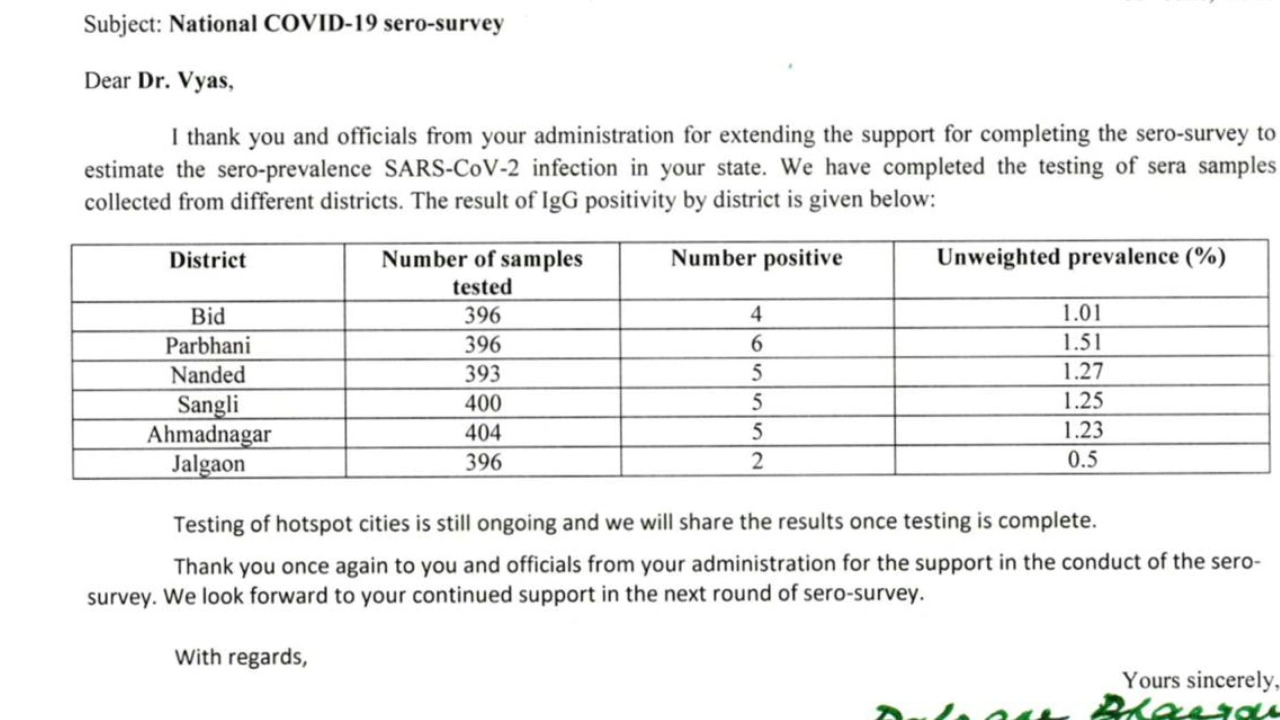 Subject: National COVID-19 sero-survey
Dear Dr. Vyas,
I thank you and officials from your administration for extending the support for completing the sero-survey to
estimate the sero-prevalence SARS-CoV-2 infection in your state. We have completed the testing of sera samples
collected from different districts. The result of IgG positivity by district is given below:
District Number of samples Number positive Unweighted prevalence (%)
tested
Bid 396 4 1.01
Parbhani 396 6 1.51
Nanded 393 5 1.27
Sangli 400 5 1.25
Ahmadnagar 404 5 1.23
Jalgaon 396 2 0.5
Testing of hotspot cities is still ongoing and we will share the results once testing is complete.
Thank you once again to you and officials from your administration for the support in the conduct of the sero-
survey. We look forward to your continued support in the next round of sero-survey.
With regards,
Yours sincerely,